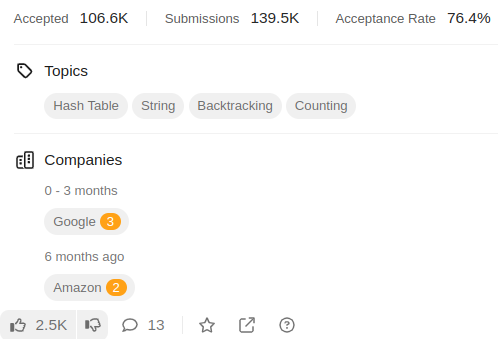 Accepted 106.6K Submissions 139.5K Acceptance Rate 76.4%
Topics
Hash Table String Backtracking Counting
Companies
0 - 3 months
Google 3
6 months ago
Amazon 2
2.5K 13